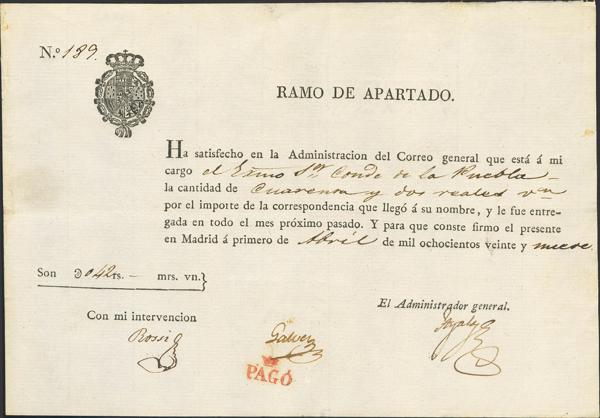 N.º 189.
RAMO DE APARTADO.
Ha satisfecho en la Administracion del Correo general que está á mi
cargo el Exmo Sor Conde de la Puebla
la cantidad de Cuarenta y dos reales vn
por el importe de la correspondencia que llegó á su nombre, y le fue entre-
gada en todo el mes próximo pasado. Y para que conste firmo el presente
en Madrid á primero de Abril de mil ochocientos veinte y nueve.
Son 042 rs. — mrs. vn.}
El Administrador general.
Con mi intervencion
Rossi
Galvez
PAGÓ